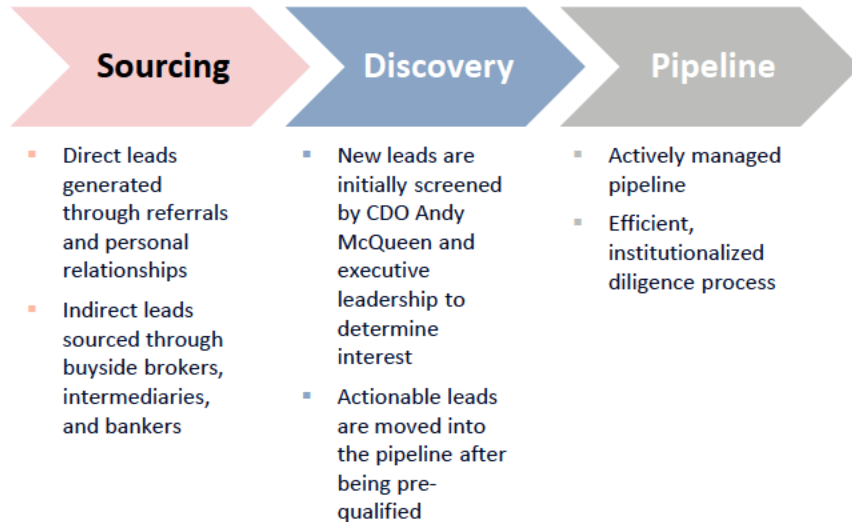 Sourcing
Direct leads
generated
through referrals
and personal
relationships
Indirect leads
sourced through
buyside brokers,
intermediaries,
and bankers
Discovery
New leads are
initially screened
by CDO Andy
McQueen and
executive
leadership to
determine
interest
Actionable leads
are moved into
the pipeline after
being pre-
qualified
Pipeline
Actively managed
pipeline
Efficient,
institutionalized
diligence process